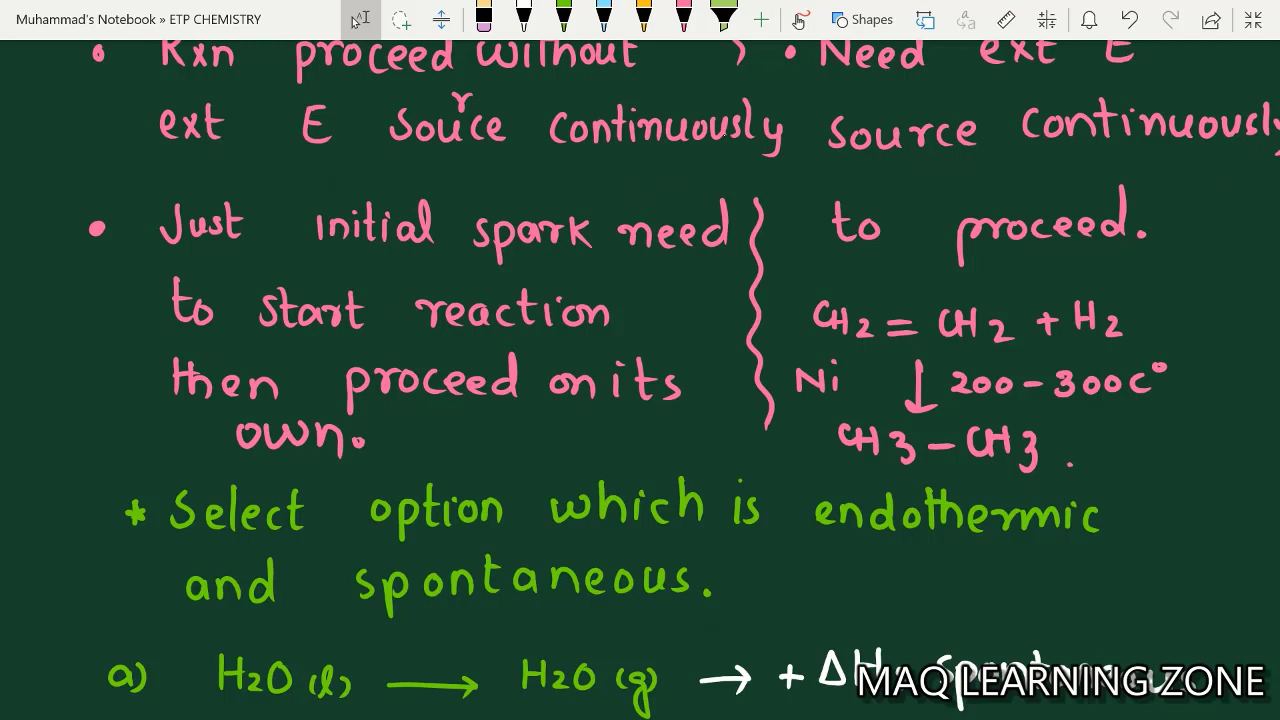 Muhammad's Notebook » ETP CHEMISTRY
Shapes
• Rxn proceed without
ext E source continuously
• Just initial spark need
to start reaction
then proceed on its
own.
• Need ext E
source continuously
to proceed.
CH2 = CH2 + H2
Ni ↓ 200 - 300C°
CH3 - CH3 .
* Select option which is endothermic
and spontaneous.
a) H2O (l) → H2O (g) → + ΔH
MAQ LEARNING ZONE